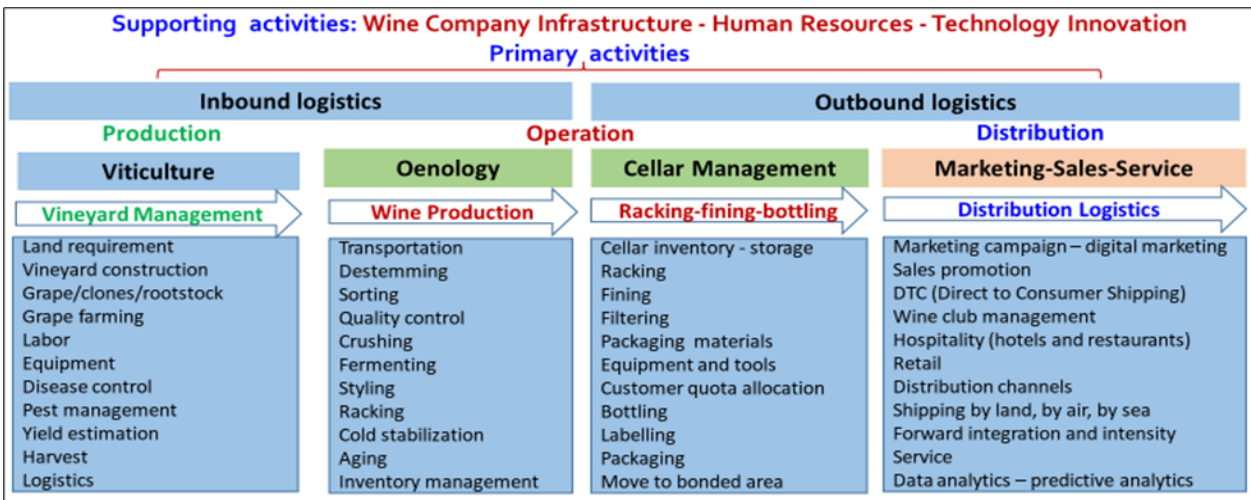 Supporting activities: Wine Company Infrastructure - Human Resources - Technology Innovation
Primary activities
Inbound logistics
Outbound logistics
Production
Operation
Distribution
Viticulture
Oenology
Cellar Management
Marketing-Sales-Service
Vineyard Management
Wine Production
Racking-fining-bottling
Distribution Logistics
Land requirement
Vineyard construction
Grape/clones/rootstock
Grape farming
Labor
Equipment
Disease control
Pest management
Yield estimation
Harvest
Logistics
Transportation
Destemming
Sorting
Quality control
Crushing
Fermenting
Styling
Racking
Cold stabilization
Aging
Inventory management
Cellar inventory - storage
Racking
Fining
Filtering
Packaging materials
Equipment and tools
Customer quota allocation
Bottling
Labelling
Packaging
Move to bonded area
Marketing campaign – digital marketing
Sales promotion
DTC (Direct to Consumer Shipping)
Wine club management
Hospitality (hotels and restaurants)
Retail
Distribution channels
Shipping by land, by air, by sea
Forward integration and intensity
Service
Data analytics – predictive analytics